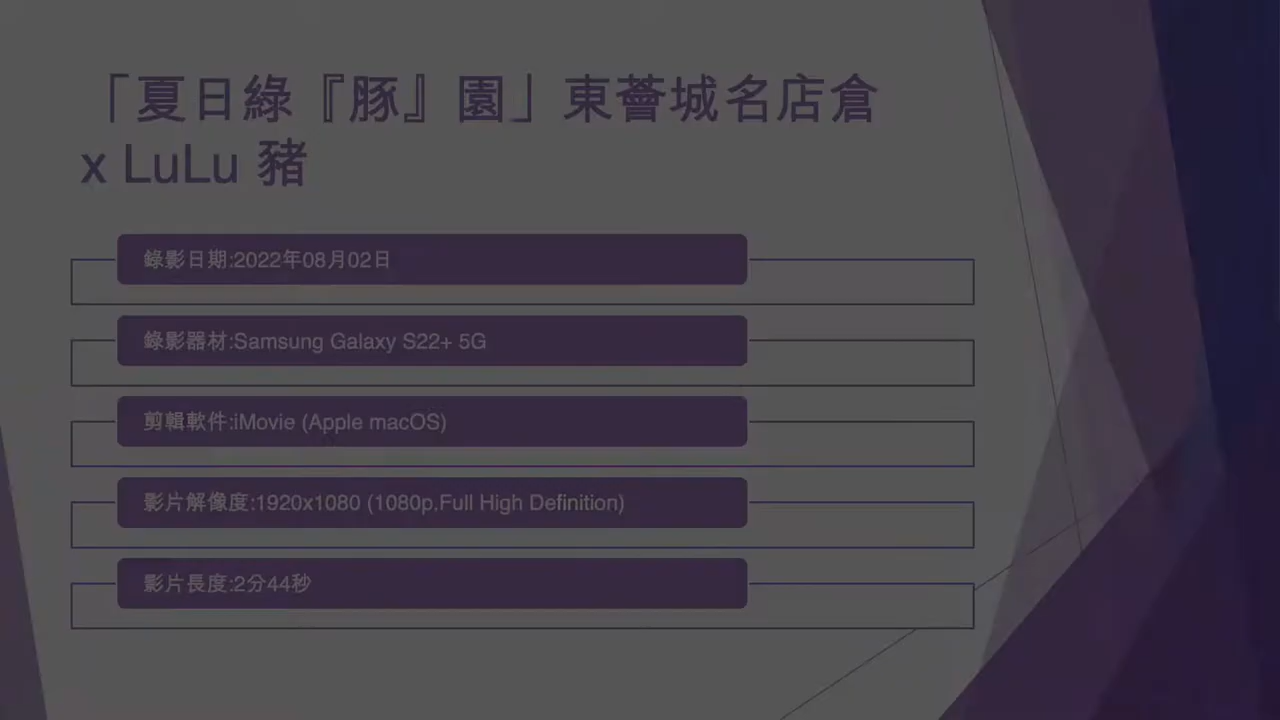 「夏日綠『豚』園」東薈城名店倉
x LuLu 豬
錄影日期:2022年08月02日
錄影器材:Samsung Galaxy S22+ 5G
剪輯軟件:iMovie (Apple macOS)
影片解像度:1920x1080 (1080p.Full High Definition)
影片長度:2分44秒